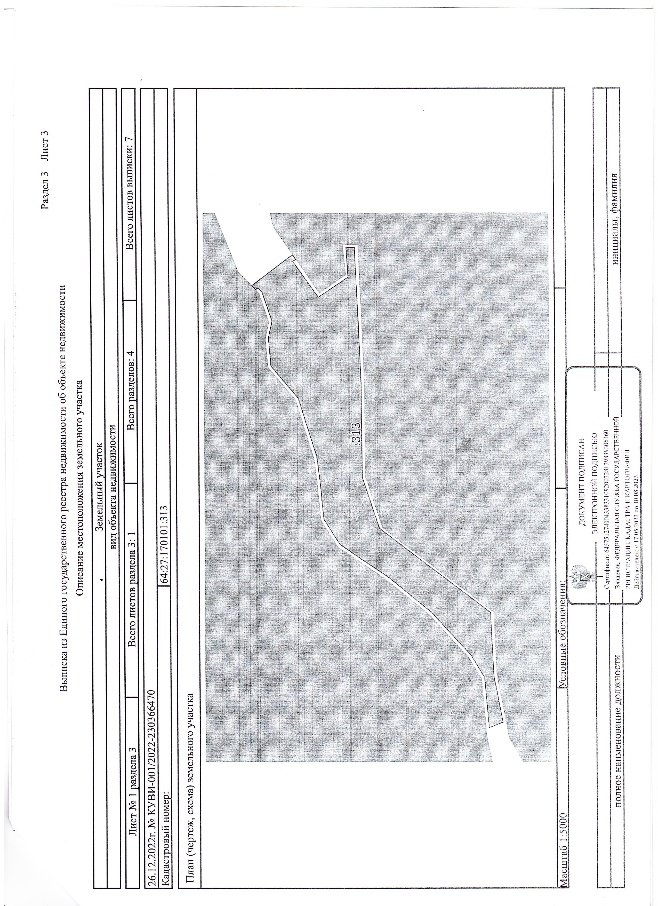 Раздел 3 Лист 3
Выписка из Единого государственного реестра недвижимости об объекте недвижимости
Описание местоположения земельного участка
Земельный участок
вид объекта недвижимости
Лист № 1 раздела 3 Всего листов раздела 3: 1 Всего разделов: 4 Всего листов выписки: 7
26.12.2022г. № КУВИ-001/2022-230366470
Кадастровый номер: 64:27:170101:313
План (чертеж, схема) земельного участка
:313
Масштаб 1:5000 Условные обозначения:
ДОКУМЕНТ ПОДПИСАН
ЭЛЕКТРОННОЙ ПОДПИСЬЮ
полное наименование должности инициалы, фамилия